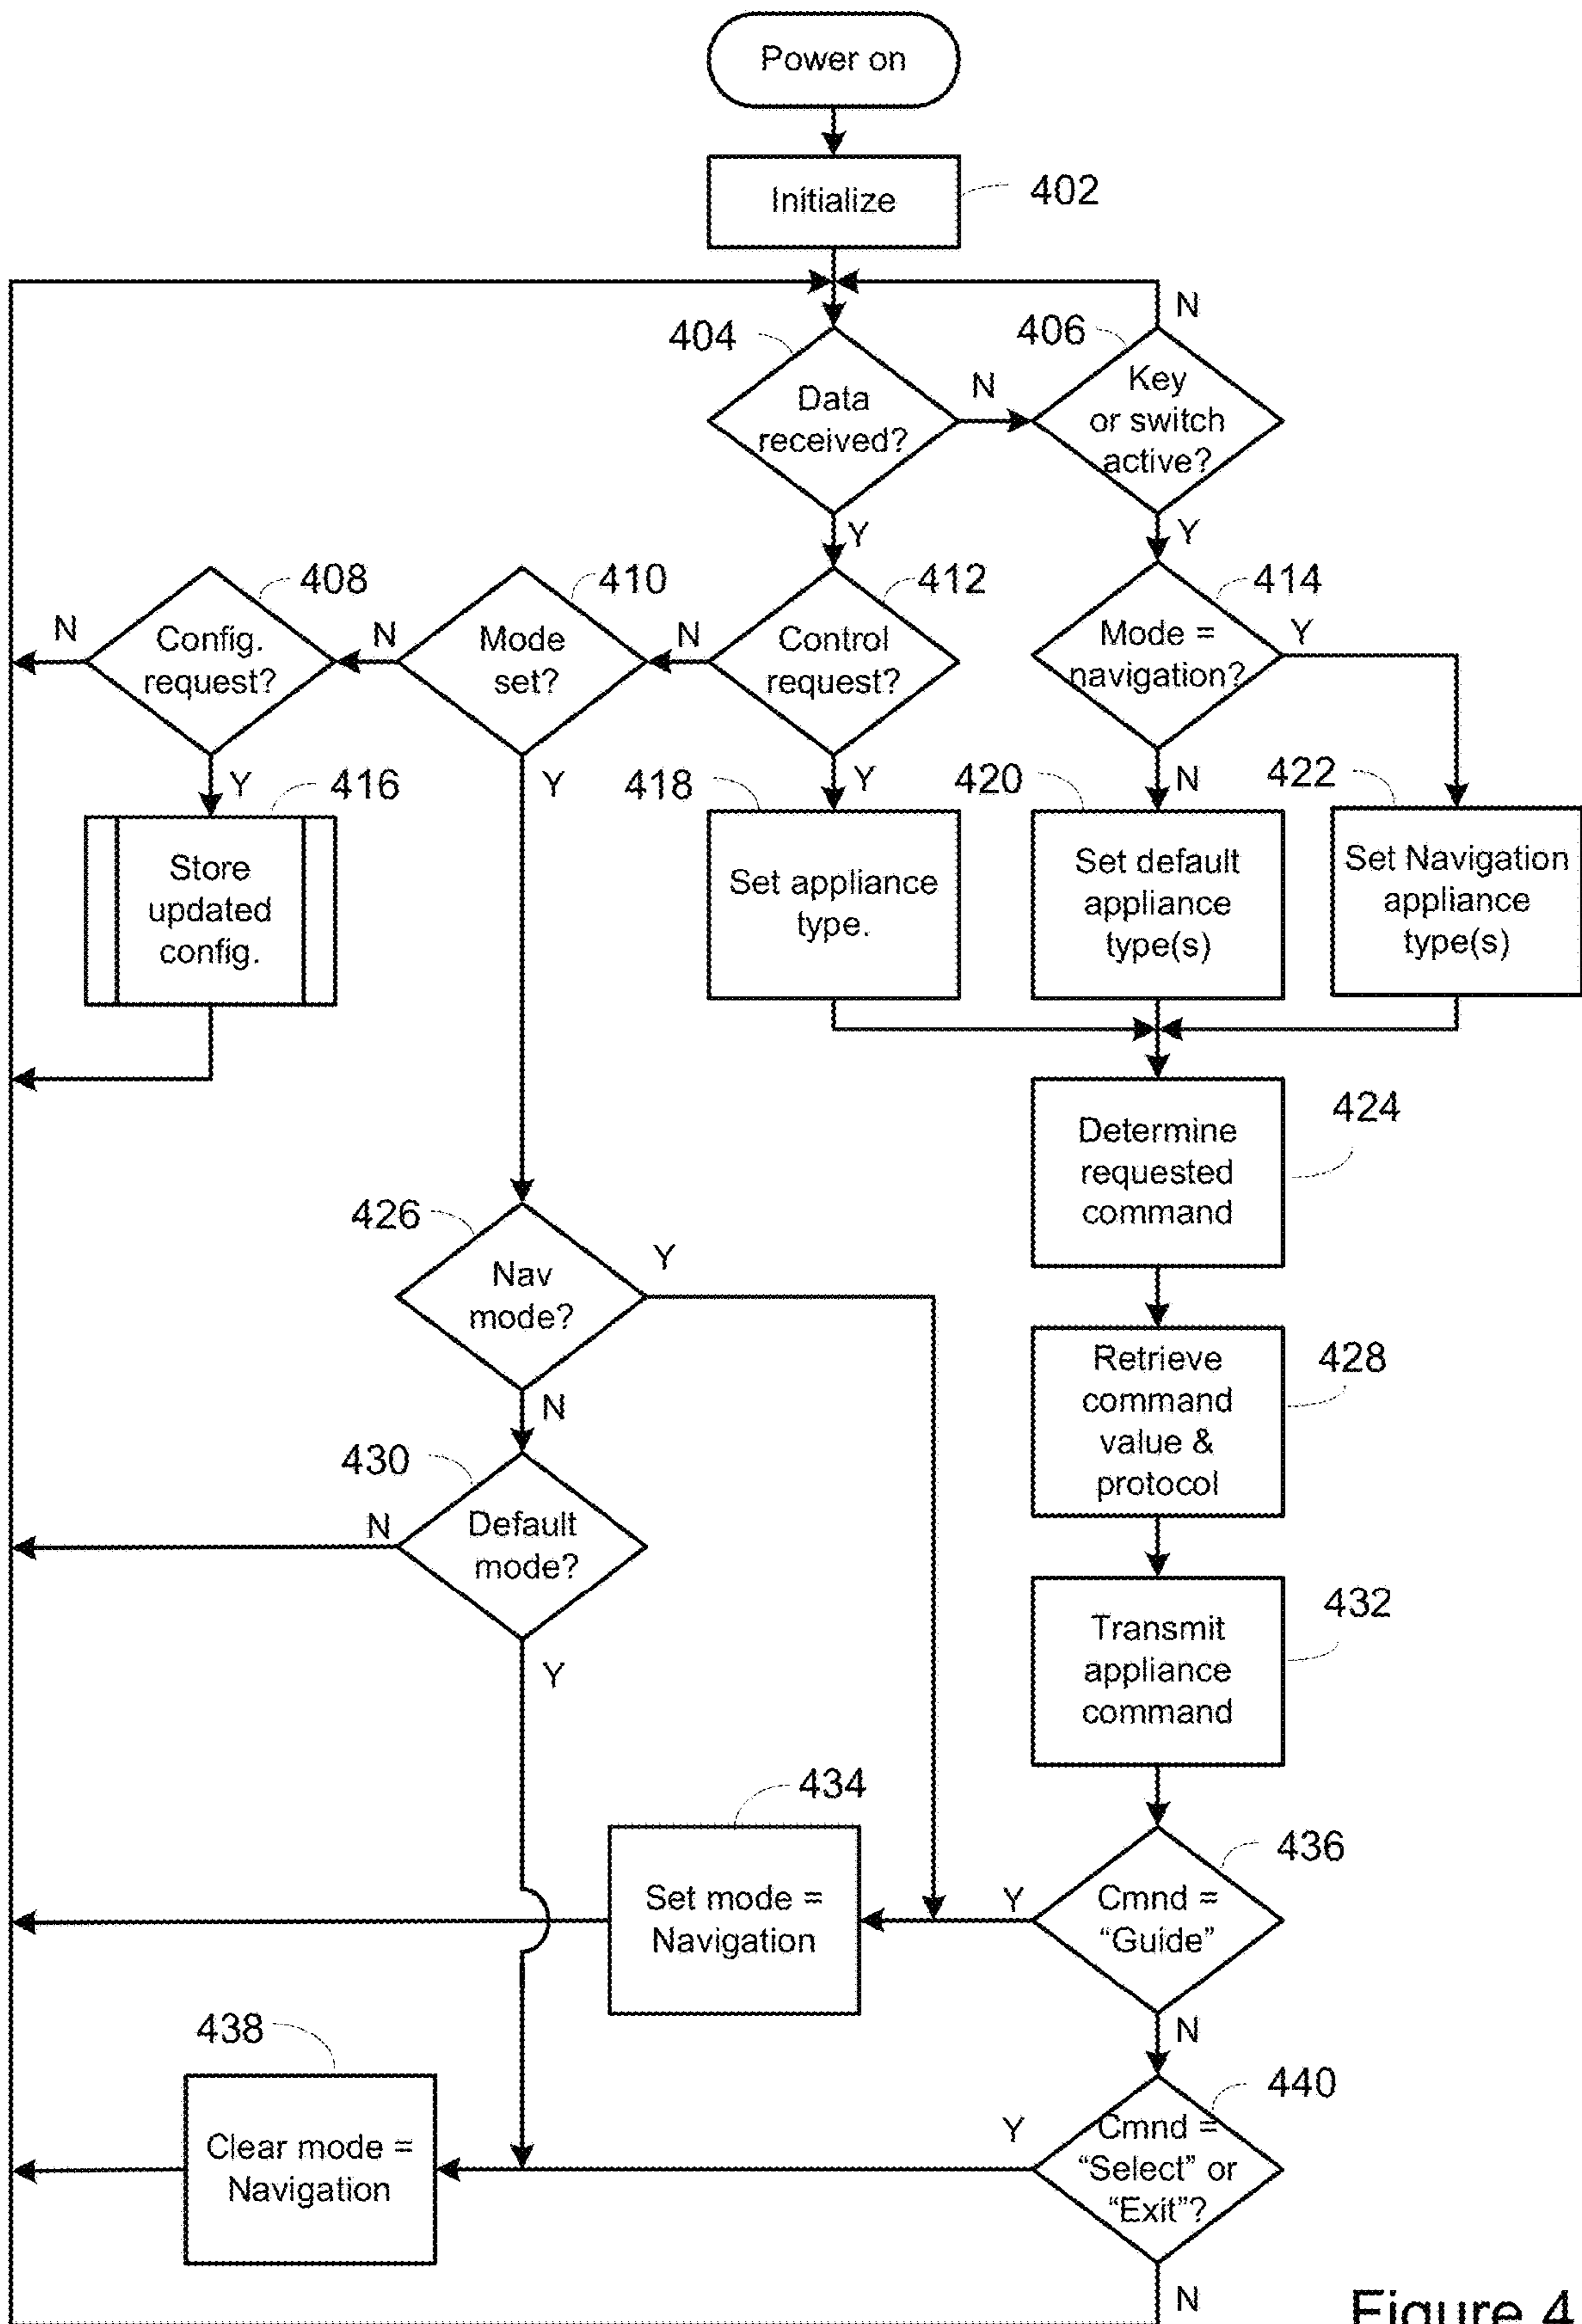 Power on
Initialize
402
N
404
406
Data
received?
N
Key
or switch
active?
Y
Y
408
410
412
414
N
Config.
request?
N
Mode
set?
N
Control
request?
Mode =
navigation?
Y
Y
416
Y
418
Y
420
N
422
Store
updated
config.
Set appliance
type.
Set default
appliance
type(s)
Set Navigation
appliance
type(s)
424
Determine
requested
command
426
Y
Nav
mode?
428
Retrieve
command
value &
protocol
N
430
N
Default
mode?
432
Transmit
appliance
command
Y
434
436
Set mode =
Navigation
Y
Cmnd =
“Guide”
N
438
440
Clear mode =
Navigation
Y
Cmnd =
“Select” or
“Exit”?
N
Figure 4